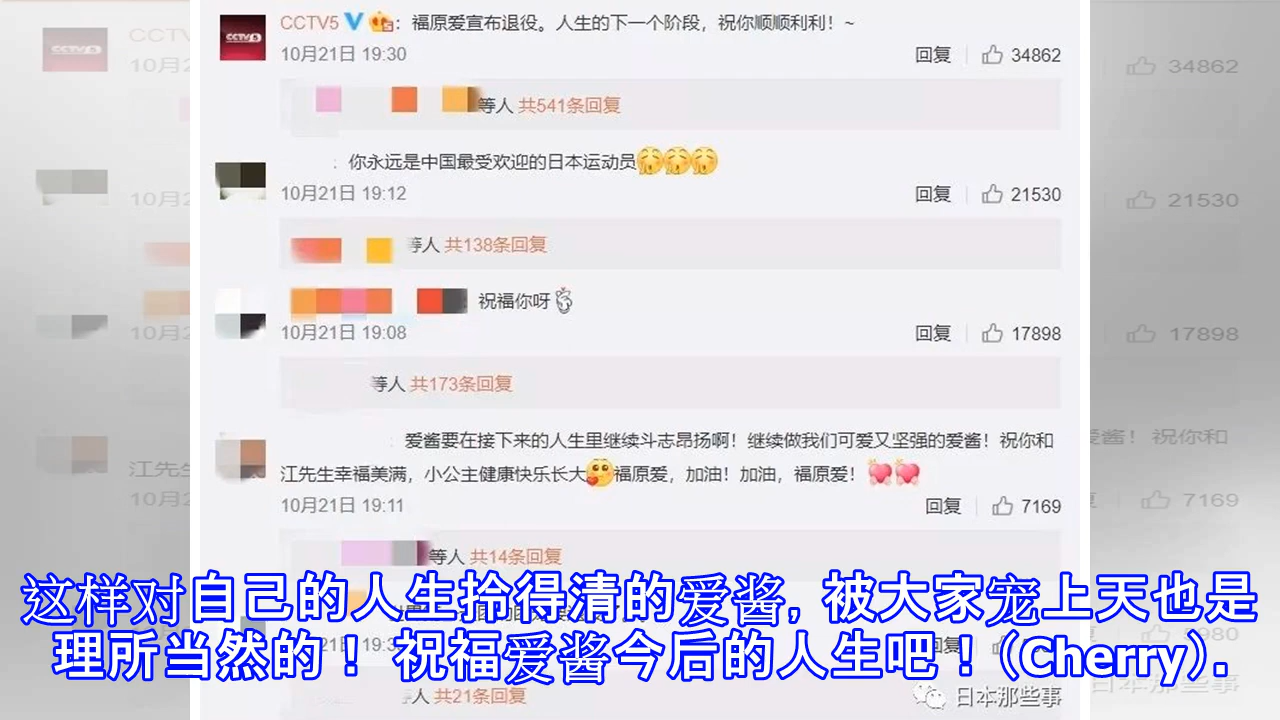 CCTV5 V : 福原爱宣布退役。人生的下一个阶段，祝你顺顺利利！~
10月21日 19:30 回复 34862
等人 共541条回复
: 你永远是中国最受欢迎的日本运动员
10月21日 19:12 回复 21530
等人 共138条回复
祝福你呀
10月21日 19:08 回复 17898
等人 共173条回复
: 爱酱要在接下来的人生里继续斗志昂扬啊！继续做我们可爱又坚强的爱酱！祝你和
江先生幸福美满，小公主健康快乐长大 福原爱，加油！加油，福原爱！
10月21日 19:11 回复 7169
等人 共14条回复
这样对自己的人生拎得清的爱酱, 被大家宠上天也是
理所当然的！ 祝福爱酱今后的人生吧！(Cherry).
人 共21条回复
日本那些事